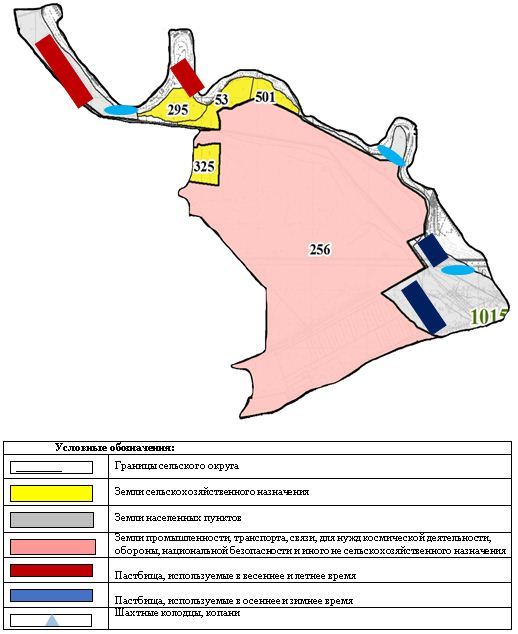 295
53
501
325
256
1015
Условные обозначения:
Границы сельского округа
Земли сельскохозяйственного назначения
Земли населенных пунктов
Земли промышленности, транспорта, связи, для нужд космической деятельности,
обороны, национальной безопасности и иного не сельскохозяйственного назначения
Пастбища, используемые в весеннее и летнее время
Пастбища, используемые в осеннее и зимнее время
Шахтные колодцы, копани